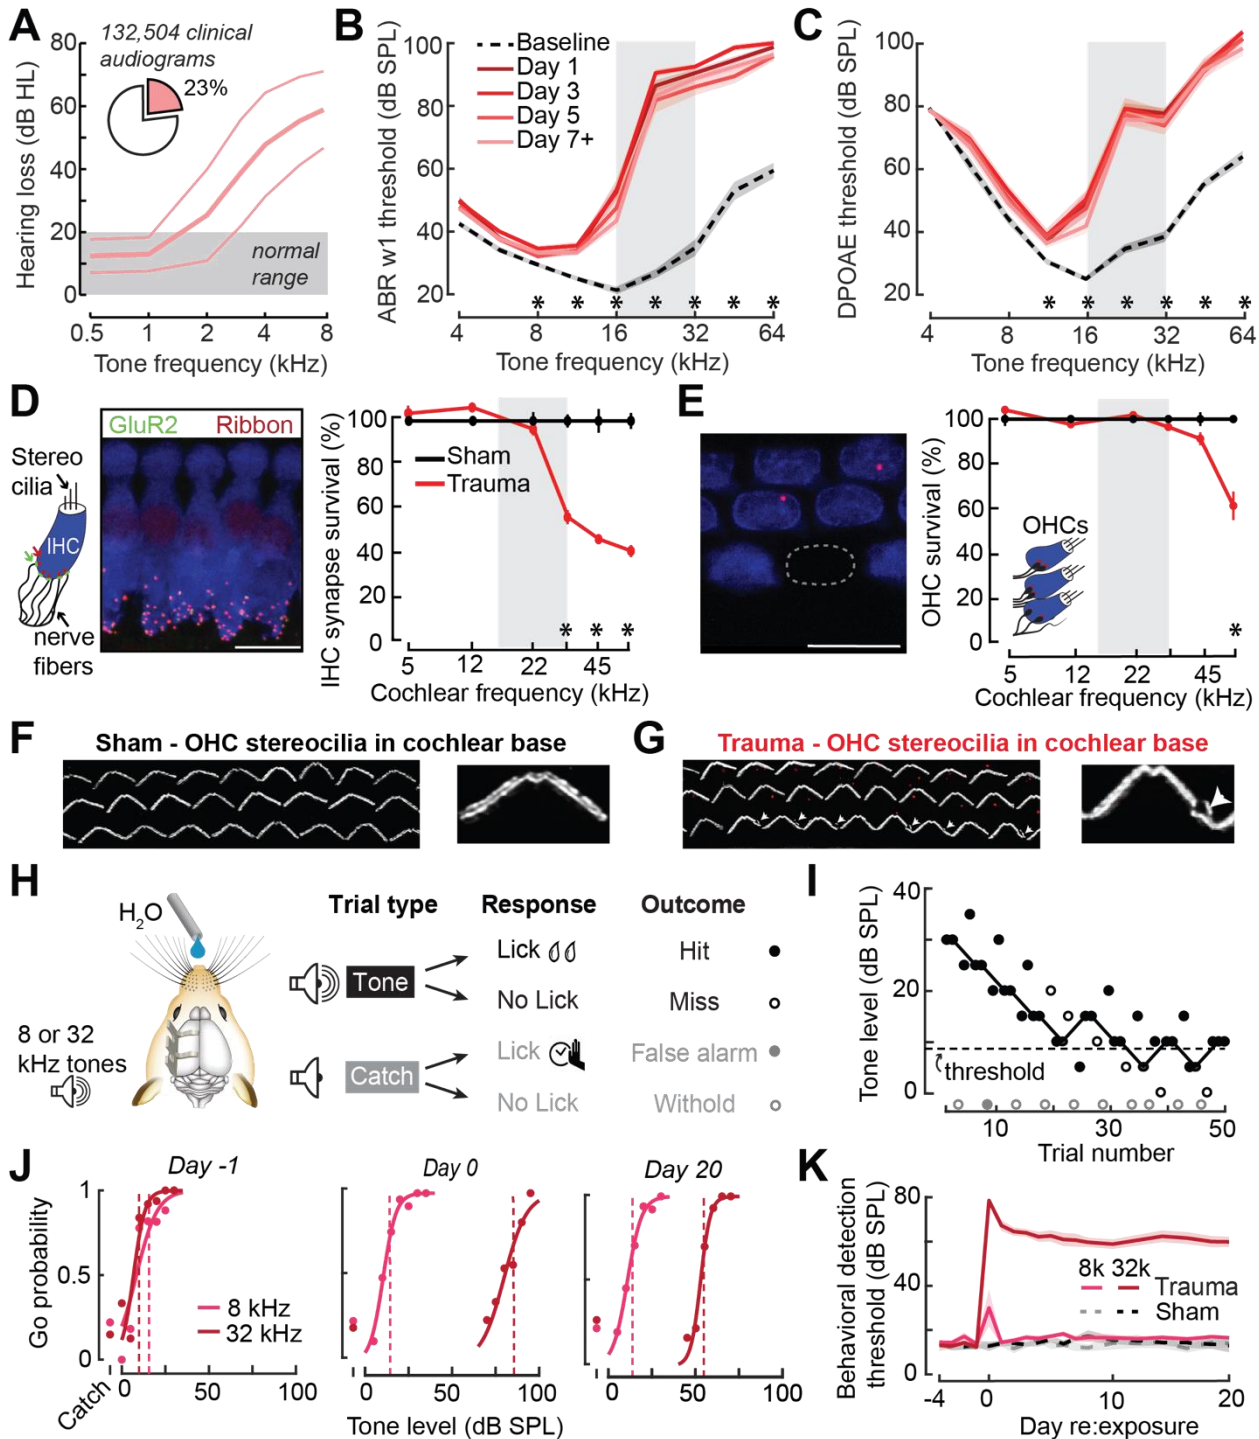 A
132,504 clinical
audiograms
23%
80
60
40
20
0
Hearing loss (dB HL)
normal
range
0.5 1 2 4 8
Tone frequency (kHz)
B
Baseline
Day 1
Day 3
Day 5
Day 7+
100
80
60
40
20
ABR w1 threshold (dB SPL)
* * * * * * *
4 8 16 32 64
Tone frequency (kHz)
C
100
80
60
40
20
DPOAE threshold (dB SPL)
* * * * * *
4 8 16 32 64
Tone frequency (kHz)
D
Stereo
cilia
IHC
nerve
fibers
GluR2 Ribbon
100
80
60
40
20
0
IHC synapse survival (%)
Sham
Trauma
* * *
5 12 22 45
Cochlear frequency (kHz)
E
100
80
60
40
20
0
OHC survival (%)
OHCs
*
5 12 22 45
Cochlear frequency (kHz)
F
Sham - OHC stereocilia in cochlear base
G
Trauma - OHC stereocilia in cochlear base
H
H2O
8 or 32
kHz tones
Trial type Response Outcome
Tone
Lick Hit
No Lick Miss
Catch
Lick False alarm
No Lick Withold
I
40
20
0
Tone level (dB SPL)
threshold
10 30 50
Trial number
J
Day -1 Day 0 Day 20
1
0.5
0
Go probability
8 kHz
32 kHz
Catch 0 50 100
0 50 100
0 50 100
Tone level (dB SPL)
K
80
60
40
20
0
Behavioral detection
threshold (dB SPL)
8k 32k
Trauma
Sham
-4 0 10 20
Day re:exposure